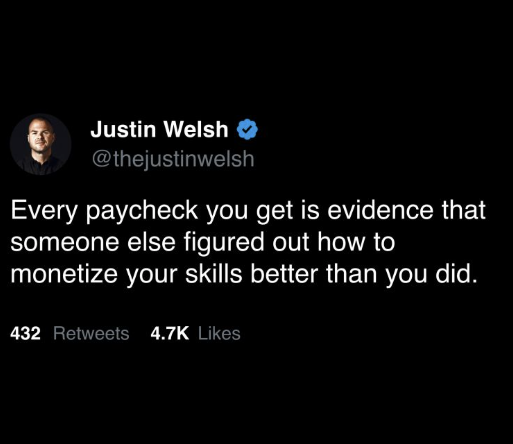 Justin Welsh
@thejustinwelsh
Every paycheck you get is evidence that
someone else figured out how to
monetize your skills better than you did.
432 Retweets 4.7K Likes